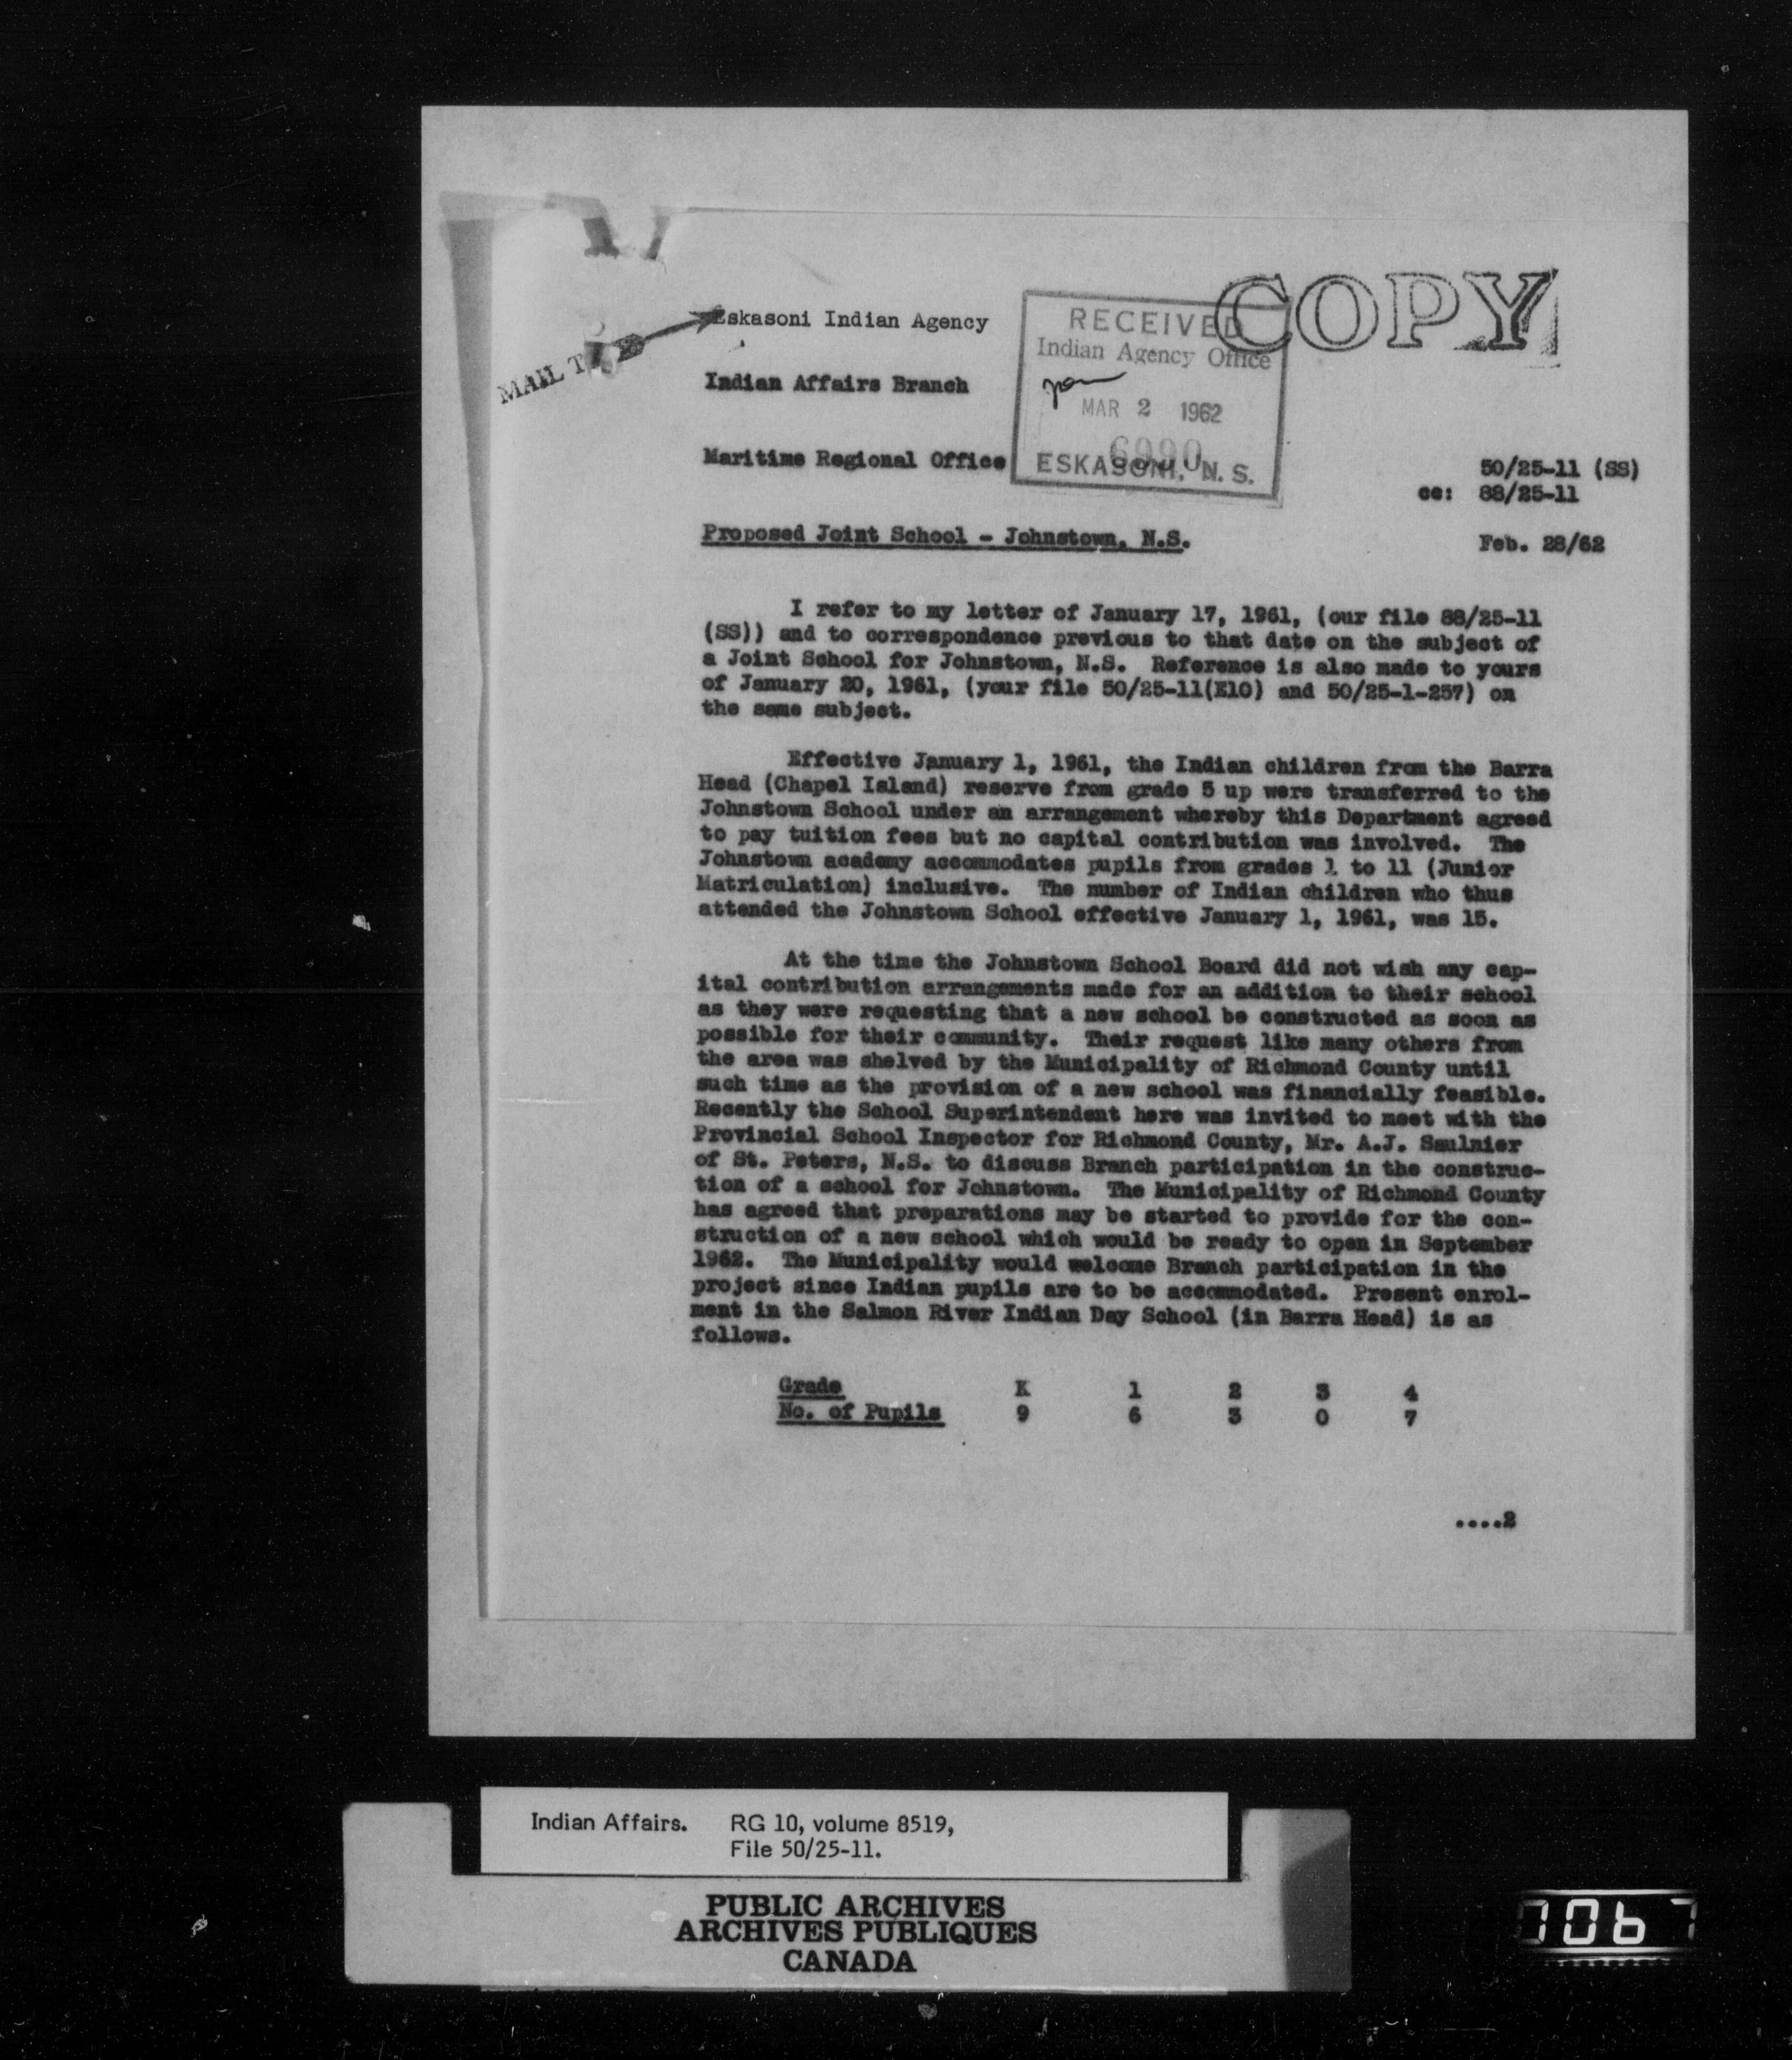 COPY
MAIL TO
Eskasoni Indian Agency
RECEIVED
Indian Agency Office
MAR 2 1962
6990
ESKASONI, N. S.
Indian Affairs Branch
Maritime Regional Office
50/25-11 (SS)
cc: 88/25-11
Proposed Joint School - Johnstown, N.S.
Feb. 28/62
I refer to my letter of January 17, 1961, (our file 88/25-11
(SS)) and to correspondence previous to that date on the subject of
a Joint School for Johnstown, N.S. Reference is also made to yours
of January 20, 1961, (your file 50/25-11(E10) and 50/25-1-257) on
the same subject.
Effective January 1, 1961, the Indian children from the Barra
Head (Chapel Island) reserve from grade 5 up were transferred to the
Johnstown School under an arrangement whereby this Department agreed
to pay tuition fees but no capital contribution was involved. The
Johnstown academy accommodates pupils from grades 1 to 11 (Junior
Matriculation) inclusive. The number of Indian children who thus
attended the Johnstown School effective January 1, 1961, was 15.
At the time the Johnstown School Board did not wish any cap-
ital contribution arrangements made for an addition to their school
as they were requesting that a new school be constructed as soon as
possible for their community. Their request like many others from
the area was shelved by the Municipality of Richmond County until
such time as the provision of a new school was financially feasible.
Recently the School Superintendent here was invited to meet with the
Provincial School Inspector for Richmond County, Mr. A.J. Saulnier
of St. Peters, N.S. to discuss Branch participation in the construc-
tion of a school for Johnstown. The Municipality of Richmond County
has agreed that preparations may be started to provide for the con-
struction of a new school which would be ready to open in September
1962. The Municipality would welcome Branch participation in the
project since Indian pupils are to be accommodated. Present enrol-
ment in the Salmon River Indian Day School (in Barra Head) is as
follows.
Grade K 1 2 3 4
No. of Pupils 9 6 3 0 7
....2
Indian Affairs. RG 10, volume 8519,
File 50/25-11.
PUBLIC ARCHIVES
ARCHIVES PUBLIQUES
CANADA
7067